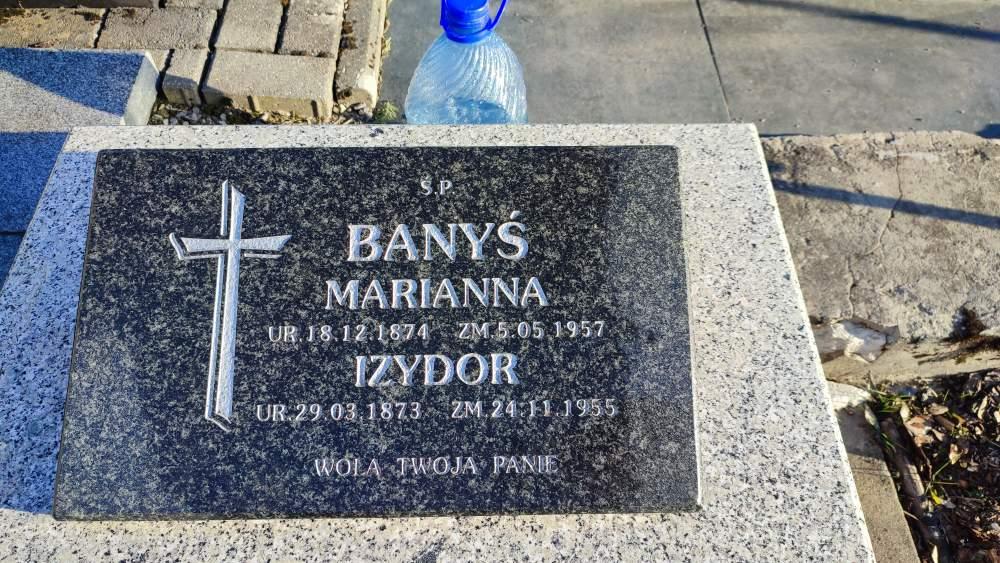 Ś.P.
BANYŚ
MARIANNA
UR.18.12.1874 ZM.5.05.1957
IZYDOR
UR.29.03.1873 ZM.24.11.1955
WOLA TWOJA PANIE